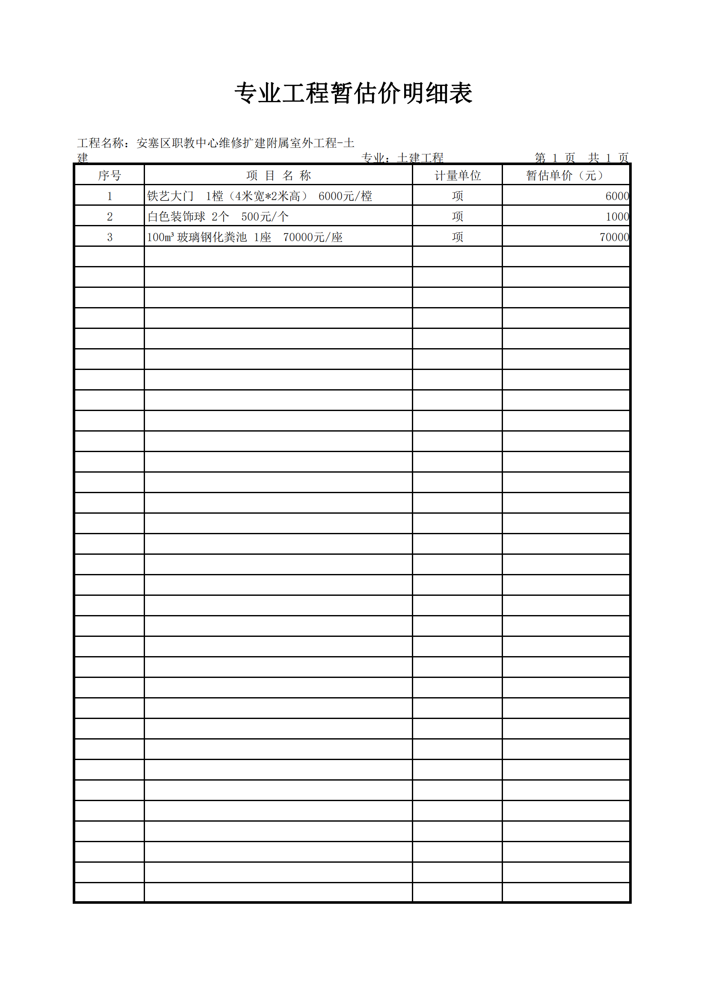 专业工程暂估价明细表
工程名称：安塞区职教中心维修扩建附属室外工程-土
建 专业：土建工程 第 1 页 共 1 页
序号 项 目 名 称 计量单位 暂估单价（元）
1 铁艺大门 1樘（4米宽*2米高） 6000元/樘 项 6000
2 白色装饰球 2个 500元/个 项 1000
3 100m³玻璃钢化粪池 1座 70000元/座 项 70000